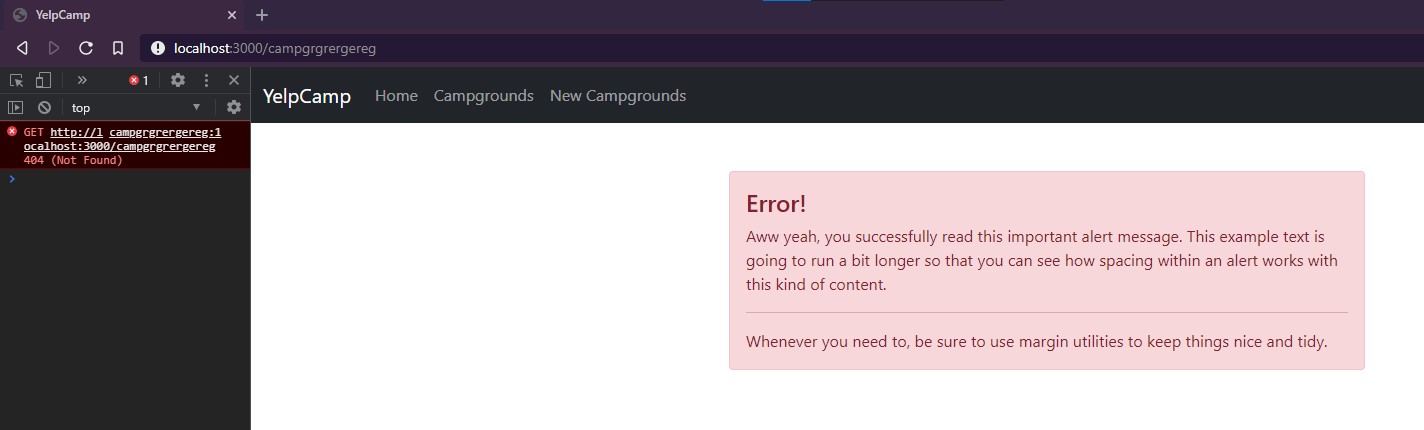 YelpCamp
localhost:3000/campgrgrergereg
1
top
GET http://l campgrgrergereg:1
ocalhost:3000/campgrgrergereg
404 (Not Found)
YelpCamp Home Campgrounds New Campgrounds
Error!
Aww yeah, you successfully read this important alert message. This example text is
going to run a bit longer so that you can see how spacing within an alert works with
this kind of content.
Whenever you need to, be sure to use margin utilities to keep things nice and tidy.